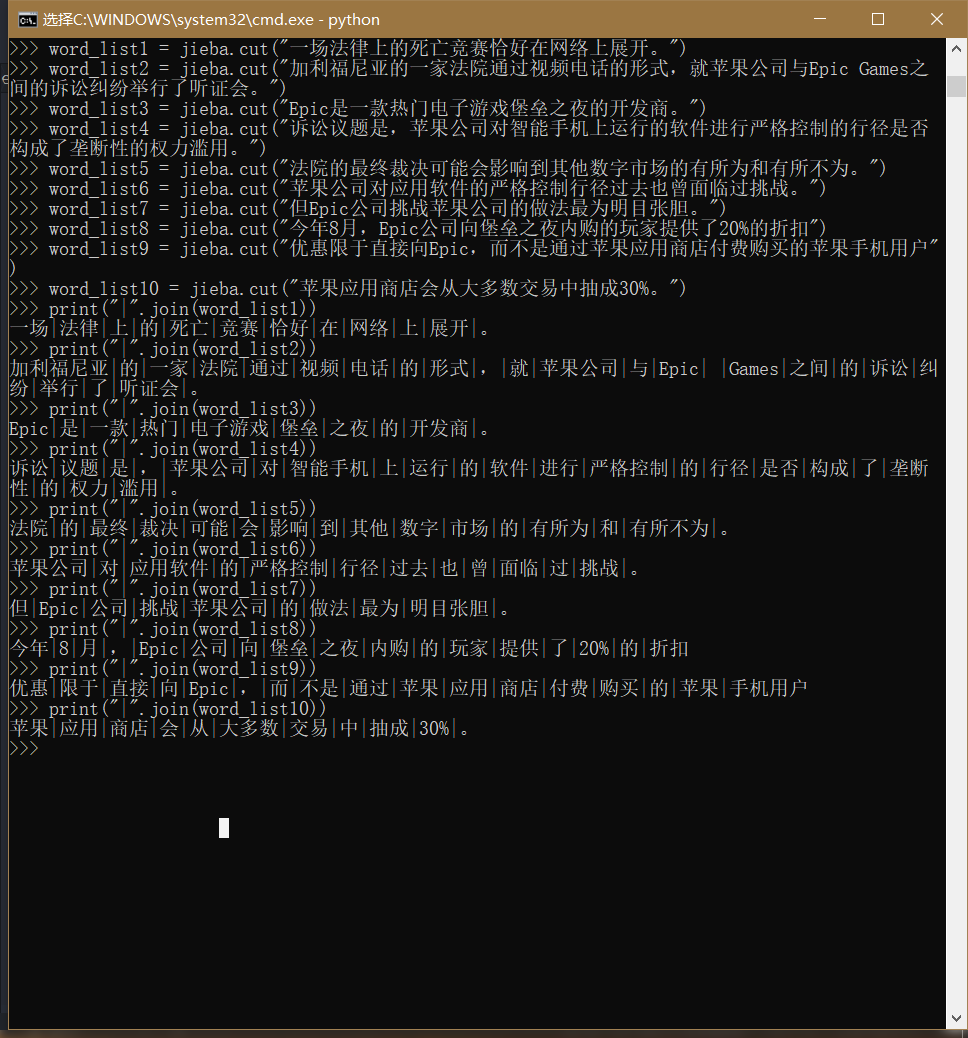 选择C:\WINDOWS\system32\cmd.exe - python
>>> word_list1 = jieba.cut("一场法律上的死亡竞赛恰好在网络上展开。")
>>> word_list2 = jieba.cut("加利福尼亚的一家法院通过视频电话的形式，就苹果公司与Epic Games之
间的诉讼纠纷举行了听证会。")
>>> word_list3 = jieba.cut("Epic是一款热门电子游戏堡垒之夜的开发商。")
>>> word_list4 = jieba.cut("诉讼议题是，苹果公司对智能手机上运行的软件进行严格控制的行径是否
构成了垄断性的权力滥用。")
>>> word_list5 = jieba.cut("法院的最终裁决可能会影响到其他数字市场的有所为和有所不为。")
>>> word_list6 = jieba.cut("苹果公司对应用软件的严格控制行径过去也曾面临过挑战。")
>>> word_list7 = jieba.cut("但Epic公司挑战苹果公司的做法最为明目张胆。")
>>> word_list8 = jieba.cut("今年8月，Epic公司向堡垒之夜内购的玩家提供了20%的折扣")
>>> word_list9 = jieba.cut("优惠限于直接向Epic，而不是通过苹果应用商店付费购买的苹果手机用户"
)
>>> word_list10 = jieba.cut("苹果应用商店会从大多数交易中抽成30%。")
>>> print("|".join(word_list1))
一场|法律|上|的|死亡|竞赛|恰好|在|网络|上|展开|。
>>> print("|".join(word_list2))
加利福尼亚|的|一家|法院|通过|视频|电话|的|形式|，|就|苹果公司|与|Epic| |Games|之间|的|诉讼|纠
纷|举行|了|听证会|。
>>> print("|".join(word_list3))
Epic|是|一款|热门|电子游戏|堡垒|之夜|的|开发商|。
>>> print("|".join(word_list4))
诉讼|议题|是|，|苹果公司|对|智能手机|上|运行|的|软件|进行|严格控制|的|行径|是否|构成|了|垄断
性|的|权力|滥用|。
>>> print("|".join(word_list5))
法院|的|最终|裁决|可能|会|影响|到|其他|数字|市场|的|有所为|和|有所不为|。
>>> print("|".join(word_list6))
苹果公司|对|应用软件|的|严格控制|行径|过去|也|曾|面临|过|挑战|。
>>> print("|".join(word_list7))
但|Epic|公司|挑战|苹果公司|的|做法|最为|明目张胆|。
>>> print("|".join(word_list8))
今年|8|月|，|Epic|公司|向|堡垒|之夜|内购|的|玩家|提供|了|20%|的|折扣
>>> print("|".join(word_list9))
优惠|限于|直接|向|Epic|，|而|不是|通过|苹果|应用|商店|付费|购买|的|苹果|手机用户
>>> print("|".join(word_list10))
苹果|应用|商店|会|从|大多数|交易|中|抽成|30%|。
>>>